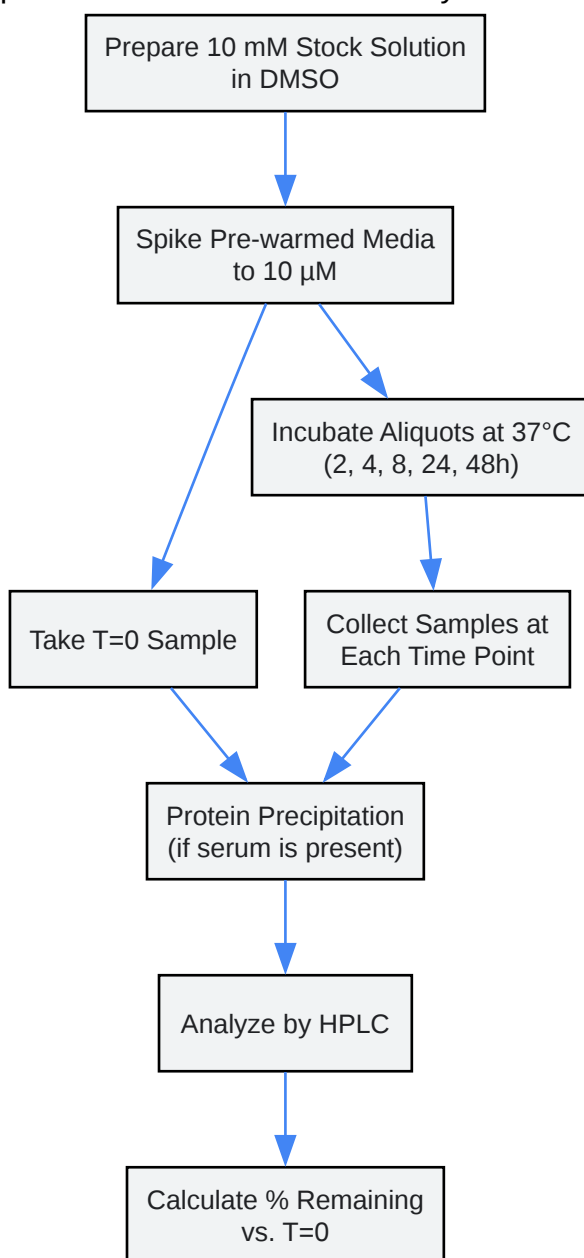 Prepare 10 mM Stock Solution
in DMSO
Spike Pre-warmed Media
to 10 µM
Incubate Aliquots at 37°C
(2, 4, 8, 24, 48h)
Take T=0 Sample
Collect Samples at
Each Time Point
Protein Precipitation
(if serum is present)
Analyze by HPLC
Calculate % Remaining
vs. T=0